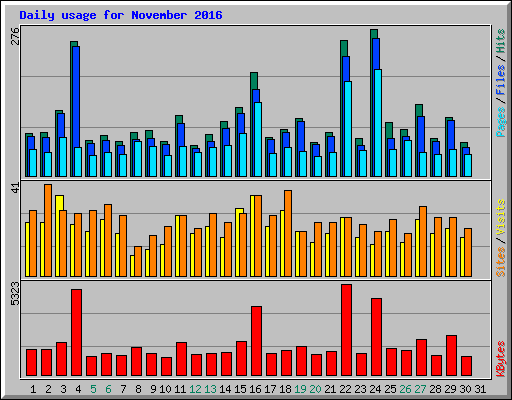 Daily usage for November 2016
276
Pages / Files / Hits
41
Sites / Visits
5323
KBytes
1 2 3 4 5 6 7 8 9 10 11 12 13 14 15 16 17 18 19 20 21 22 23 24 25 26 27 28 29 30 31